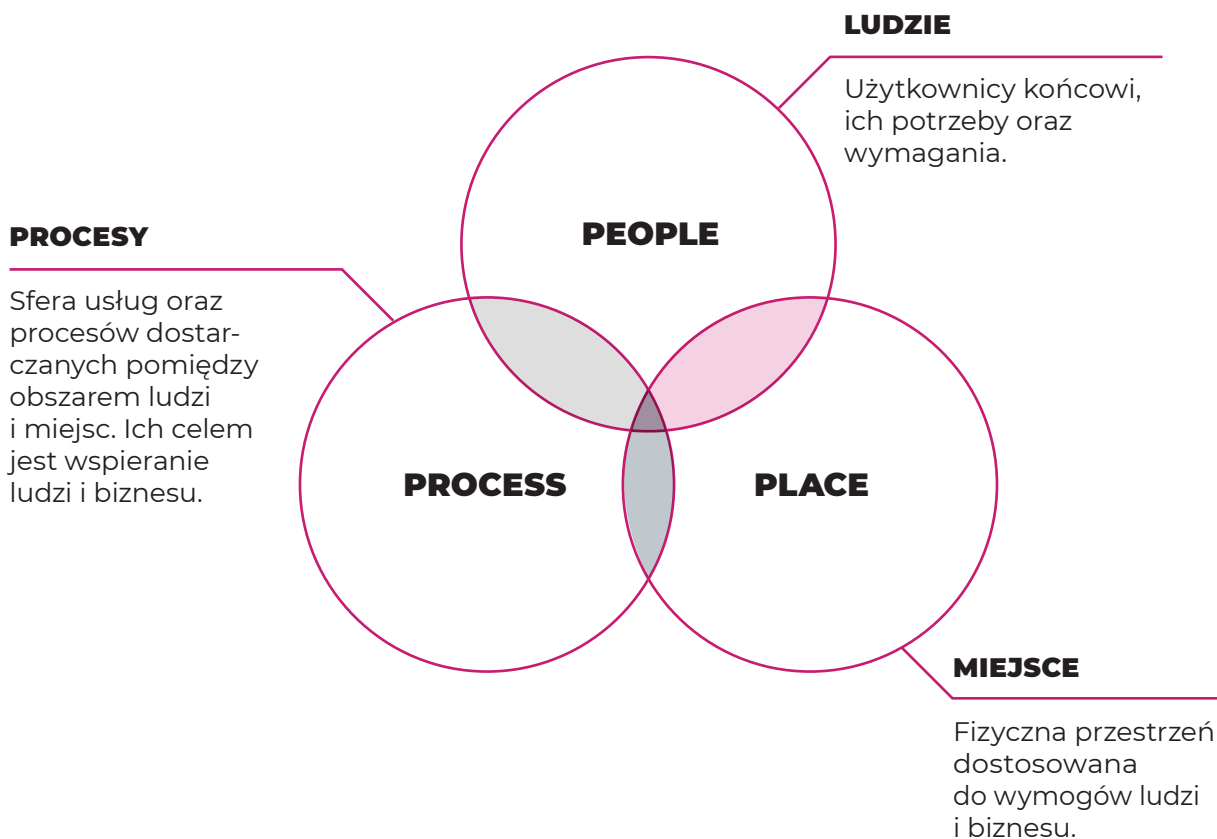 LUDZIE
Użytkownicy końcowi,
ich potrzeby oraz
wymagania.
PEOPLE
PROCESY
Sfera usług oraz
procesów dostar-
czanych pomiędzy
obszarem ludzi
i miejsc. Ich celem
jest wspieranie
ludzi i biznesu.
PROCESS
PLACE
MIEJSCE
Fizyczna przestrzeń
dostosowana
do wymogów ludzi
i biznesu.